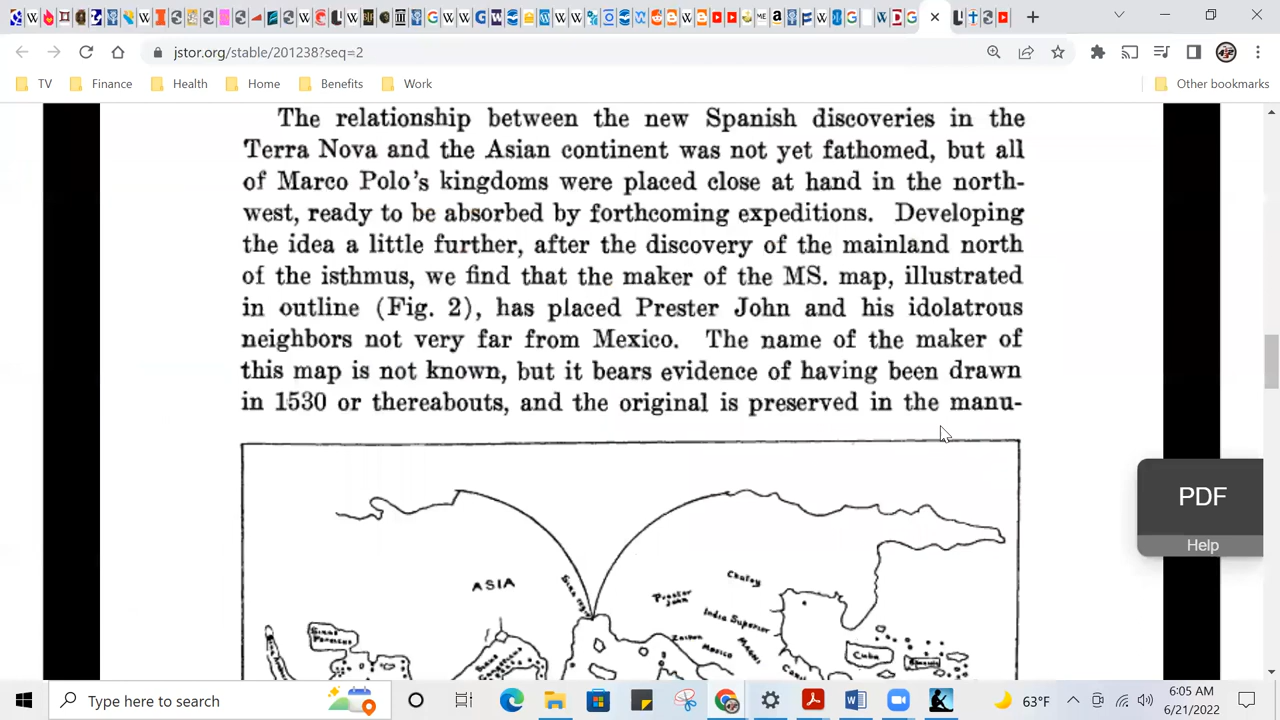 jstor.org/stable/201238?seq=2
TV
Finance
Health
Home
Benefits
Work
Other bookmarks
The relationship between the new Spanish discoveries in the
Terra Nova and the Asian continent was not yet fathomed, but all
of Marco Polo's kingdoms were placed close at hand in the north-
west, ready to be absorbed by forthcoming expeditions. Developing
the idea a little further, after the discovery of the mainland north
of the isthmus, we find that the maker of the MS. map, illustrated
in outline (Fig. 2), has placed Prester John and his idolatrous
neighbors not very far from Mexico. The name of the maker of
this map is not known, but it bears evidence of having been drawn
in 1530 or thereabouts, and the original is preserved in the manu-
PDF
Help
ASIA
Prester
John
India Superior
Mexico
Cuba
Type here to search
63°F
6:05 AM
6/21/2022